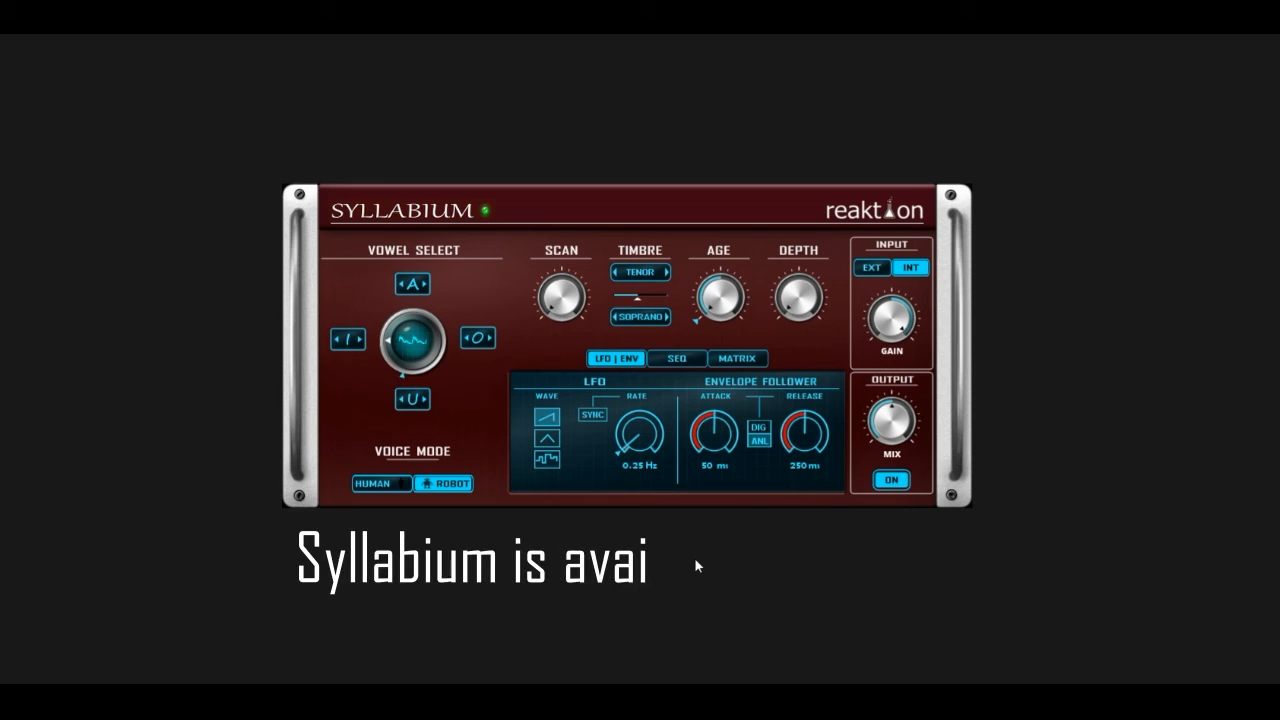 SYLLABIUM
reaktion
VOWEL SELECT
A
I
O
U
VOICE MODE
HUMAN
ROBOT
SCAN
TIMBRE
TENOR
SOPRANO
AGE
DEPTH
LFO | ENV
SEQ
MATRIX
LFO
WAVE
SYNC
RATE
0.25 Hz
ENVELOPE FOLLOWER
ATTACK
50 ms
DIG
ANL
RELEASE
250 ms
INPUT
EXT
INT
GAIN
OUTPUT
MIX
ON
Syllabium is avai